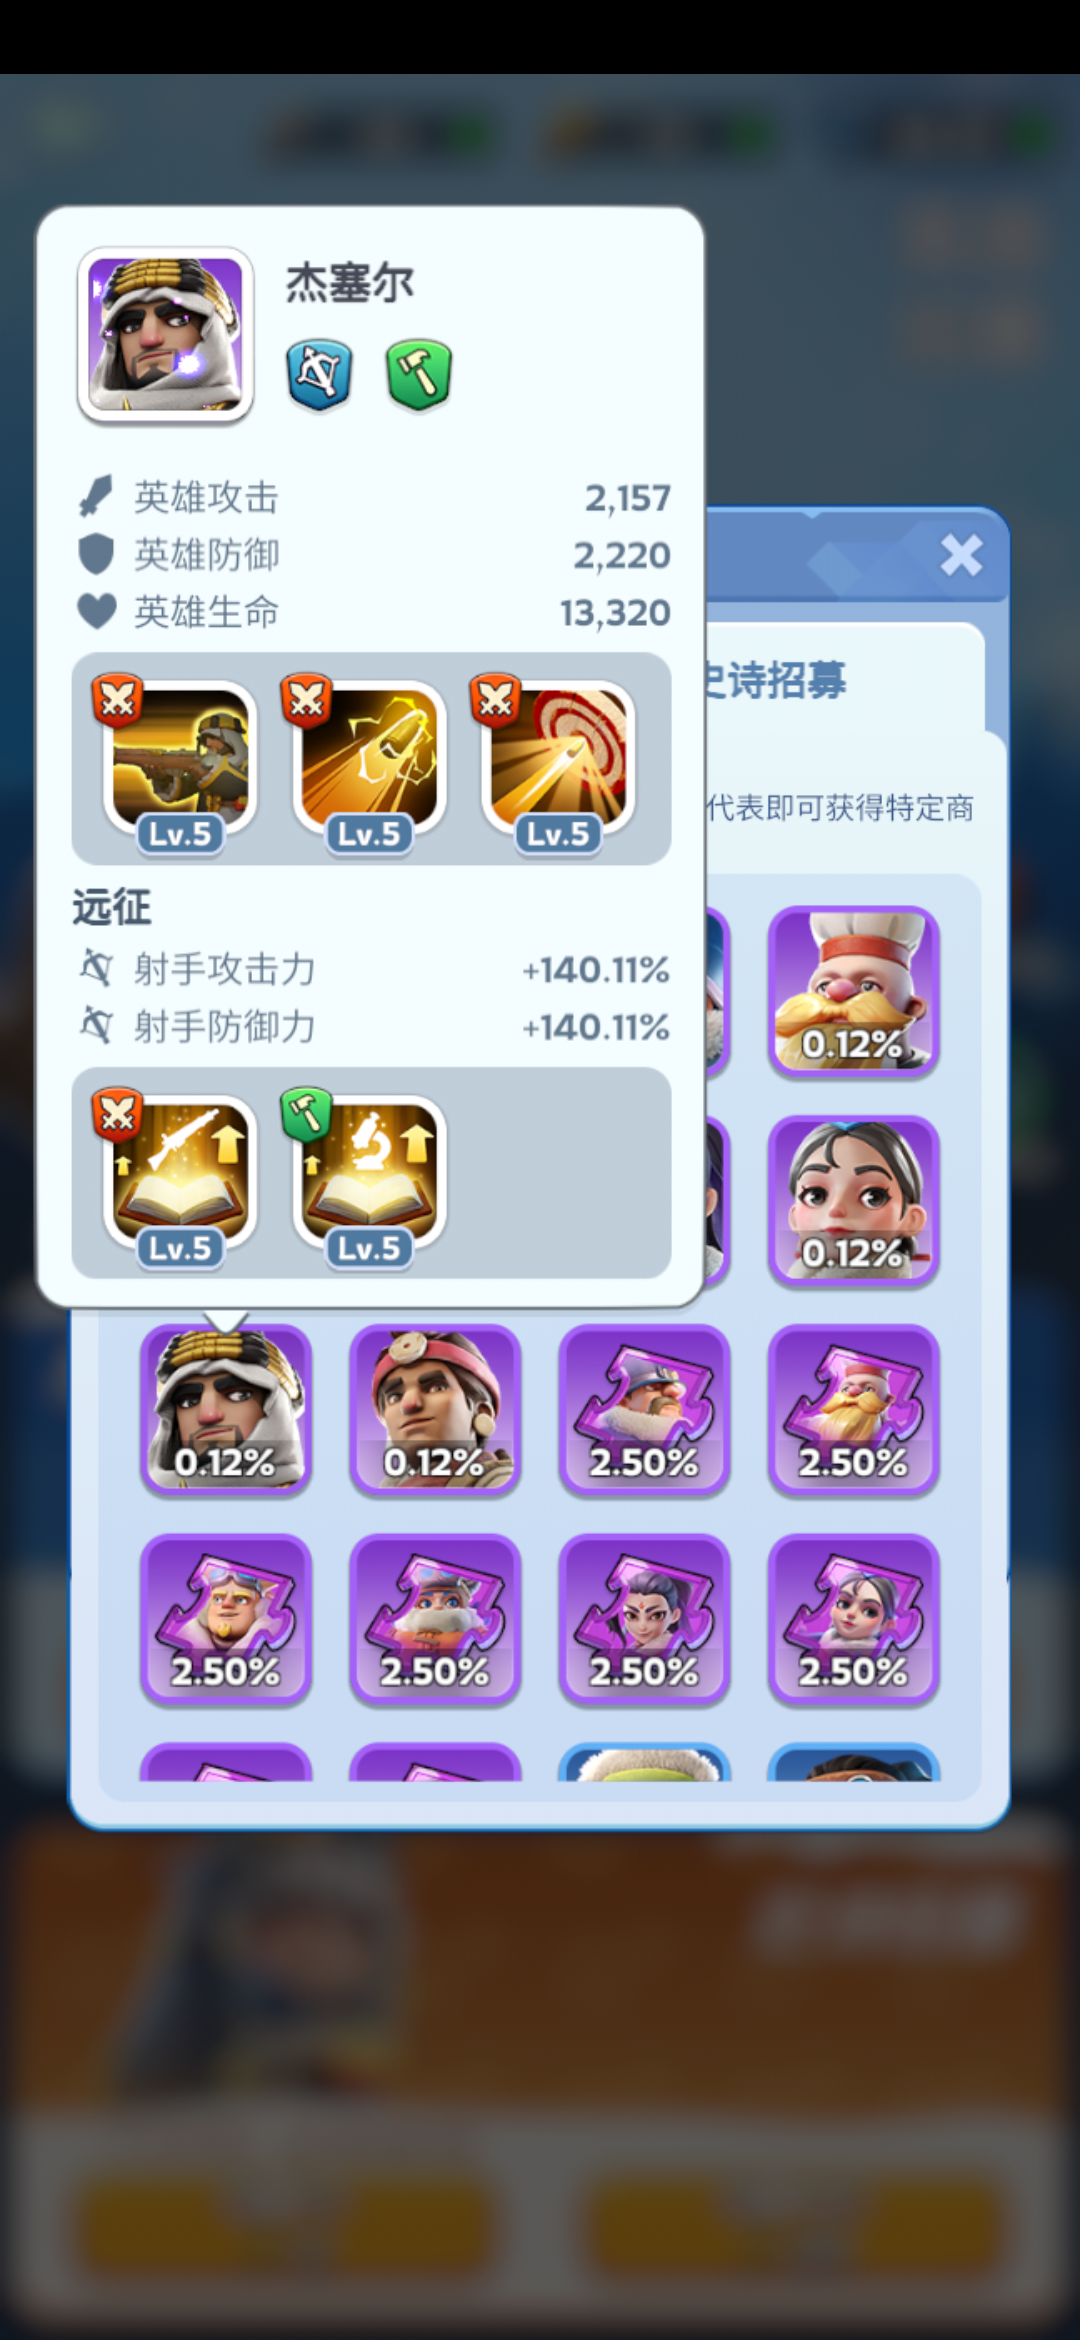 杰塞尔
英雄攻击 2,157
英雄防御 2,220
英雄生命 13,320
史诗招募
Lv.5 Lv.5 Lv.5
代表即可获得特定商
远征
射手攻击力 +140.11%
射手防御力 +140.11%
0.12%
Lv.5 Lv.5
0.12%
0.12% 0.12% 2.50% 2.50%
2.50% 2.50% 2.50% 2.50%